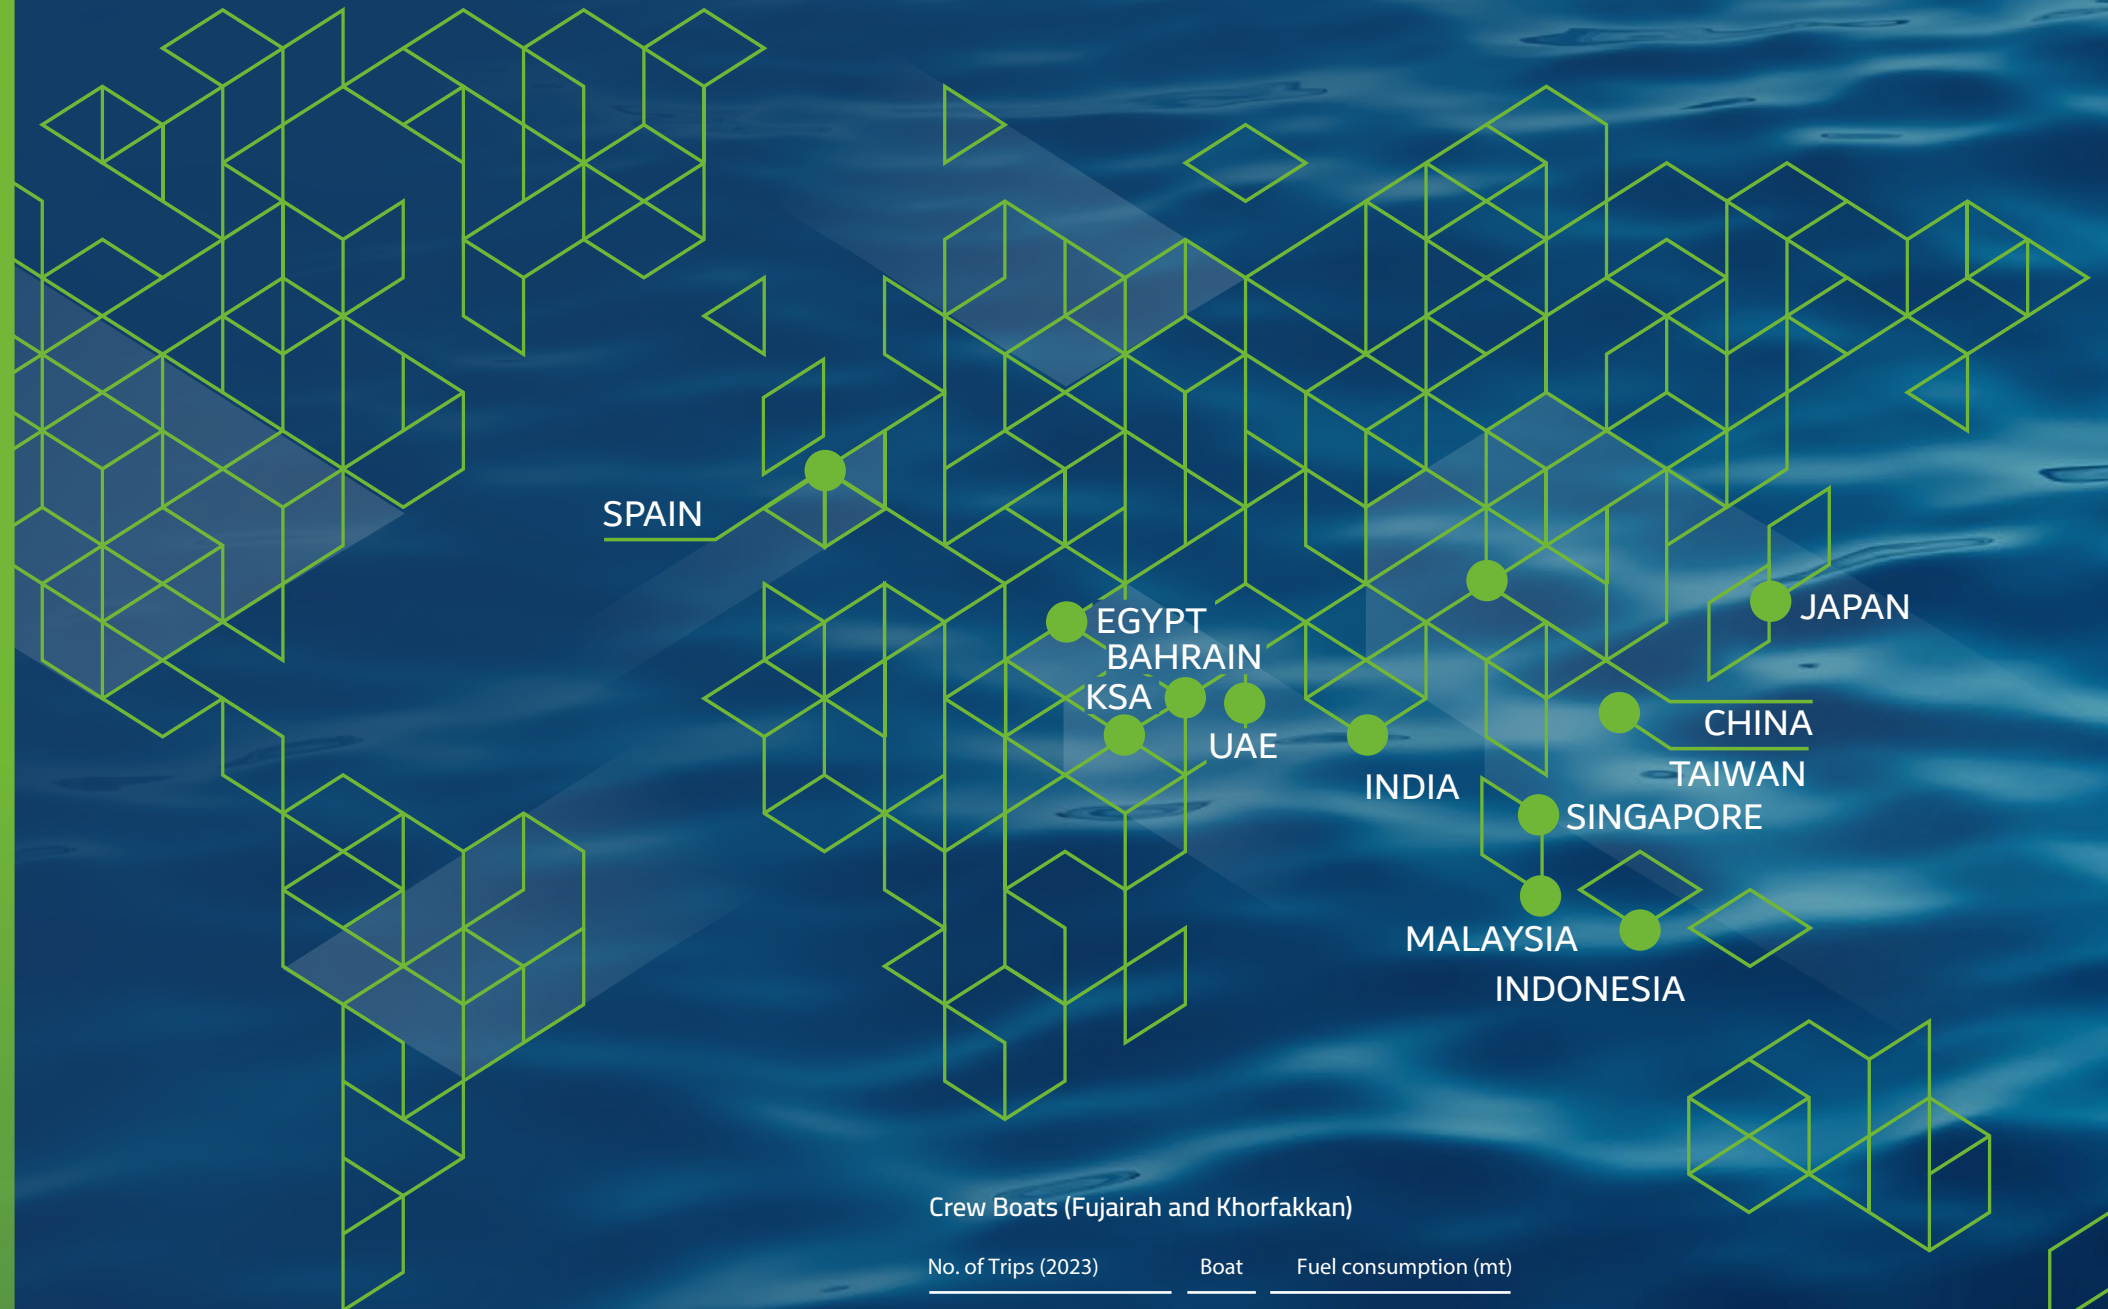 SPAIN
EGYPT
BAHRAIN
KSA
UAE
JAPAN
CHINA
TAIWAN
INDIA
SINGAPORE
MALAYSIA
INDONESIA
Crew Boats (Fujairah and Khorfakkan)
No. of Trips (2023) Boat Fuel consumption (mt)